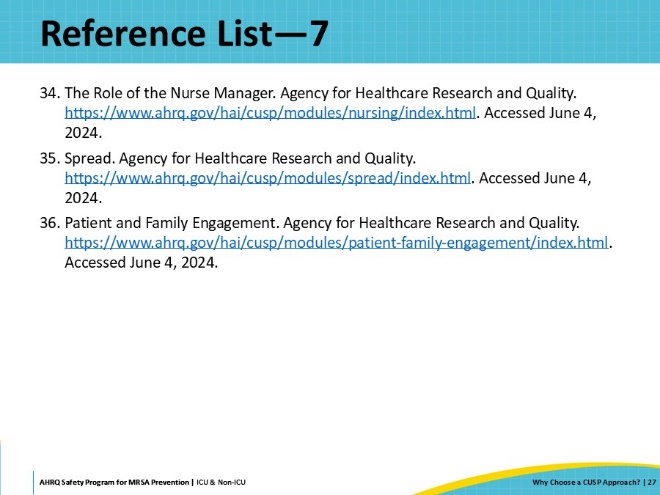 Reference List—7
34. The Role of the Nurse Manager. Agency for Healthcare Research and Quality.
https://www.ahrq.gov/hai/cusp/modules/nursing/index.html. Accessed June 4,
2024.
35. Spread. Agency for Healthcare Research and Quality.
https://www.ahrq.gov/hai/cusp/modules/spread/index.html. Accessed June 4,
2024.
36. Patient and Family Engagement. Agency for Healthcare Research and Quality.
https://www.ahrq.gov/hai/cusp/modules/patient-family-engagement/index.html.
Accessed June 4, 2024.
AHRQ Safety Program for MRSA Prevention | ICU & Non-ICU
Why Choose a CUSP Approach? | 27